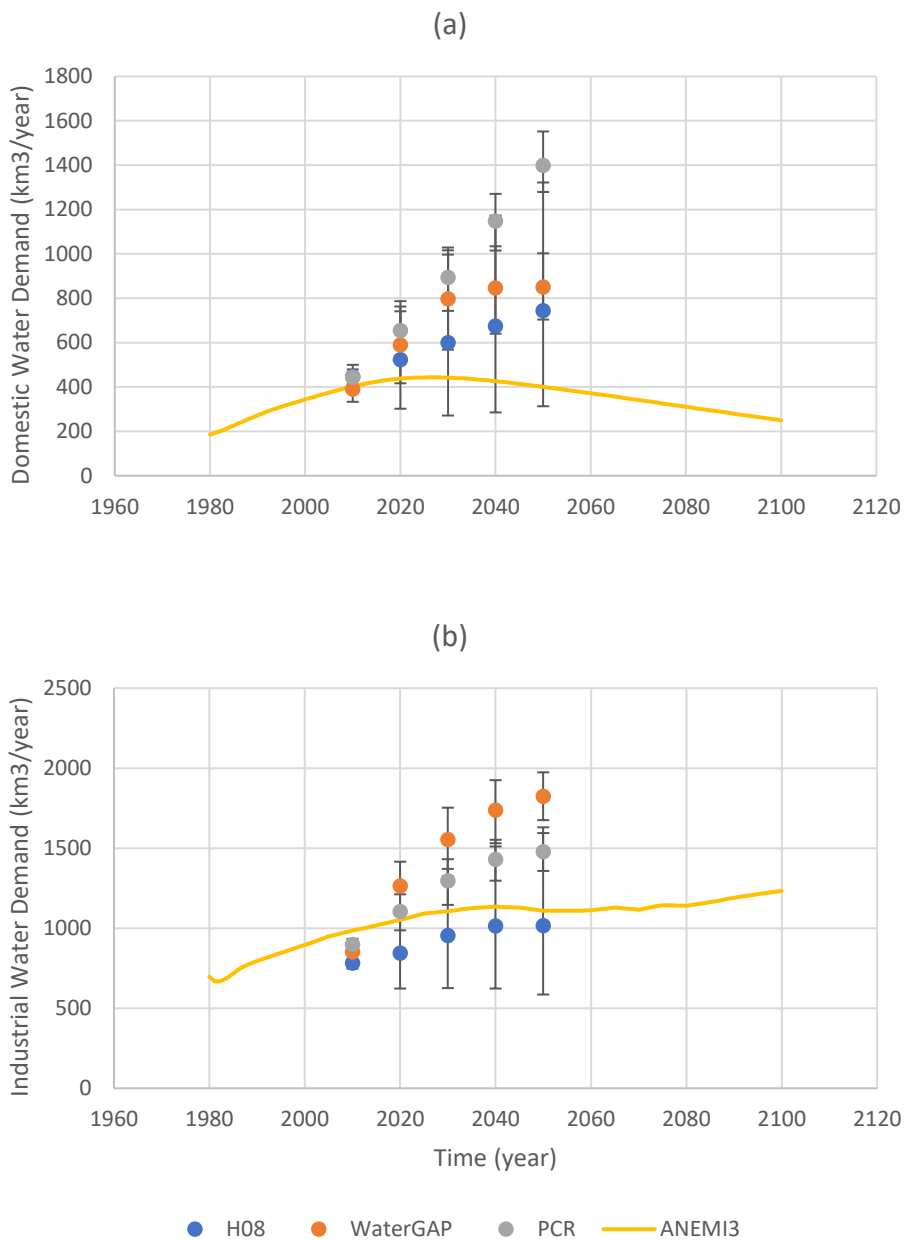 (a)
Domestic Water Demand (km3/year)
1800
1600
1400
1200
1000
800
600
400
200
0
1960 1980 2000 2020 2040 2060 2080 2100 2120
(b)
Industrial Water Demand (km3/year)
2500
2000
1500
1000
500
0
1960 1980 2000 2020 2040 2060 2080 2100 2120
Time (year)
H08 WaterGAP PCR ANEMI3